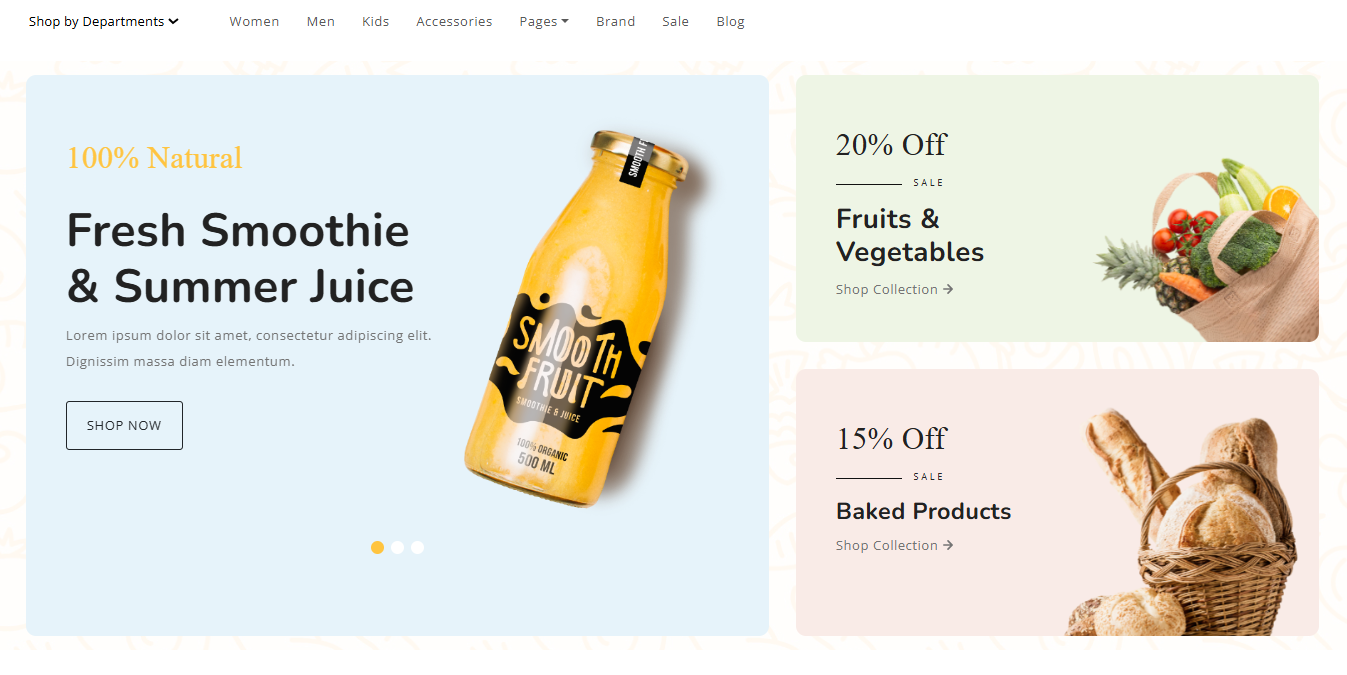 Shop by Departments Women Men Kids Accessories Pages Brand Sale Blog
100% Natural
Fresh Smoothie
& Summer Juice
Lorem ipsum dolor sit amet, consectetur adipiscing elit.
Dignissim massa diam elementum.
SHOP NOW
SMOOTH F
SMOOTH
FRUIT
SMOOTHIE & JUICE
100% ORGANIC
500 ML
20% Off
SALE
Fruits &
Vegetables
Shop Collection →
15% Off
SALE
Baked Products
Shop Collection →